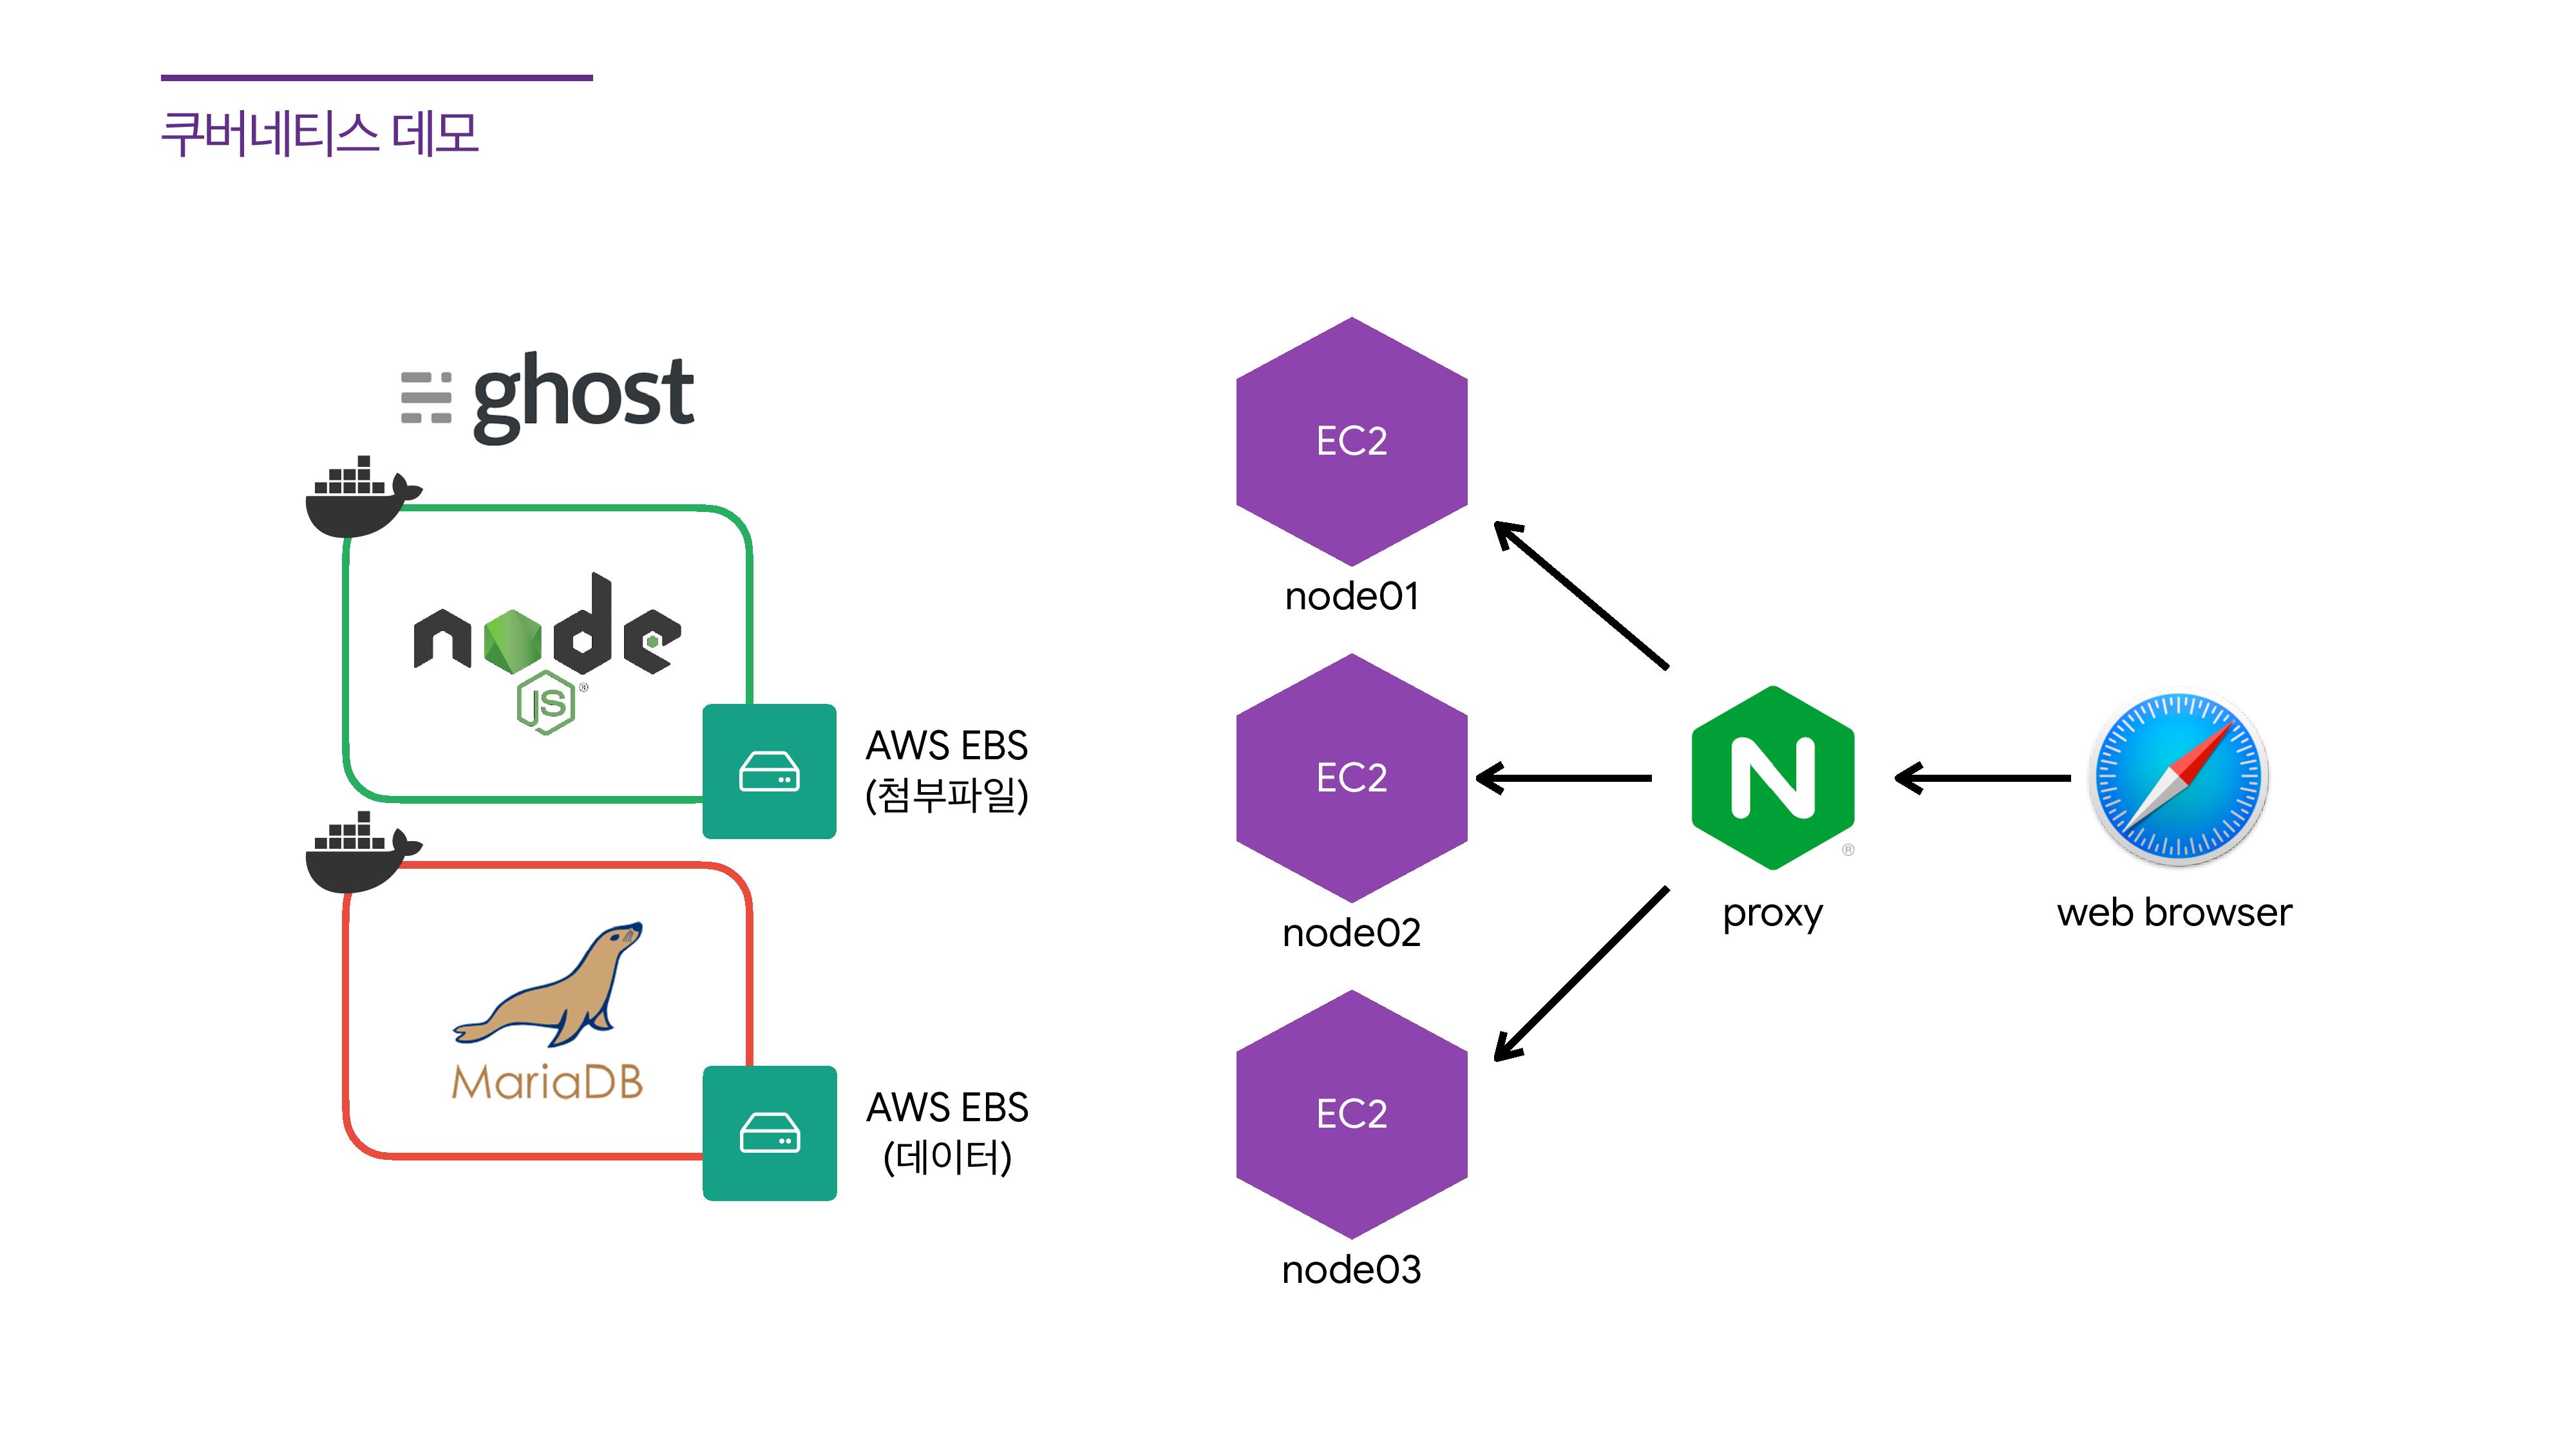 쿠버네티스 데모
ghost
node
JS®
AWS EBS
(첨부파일)
MariaDB
AWS EBS
(데이터)
EC2
node01
EC2
node02
EC2
node03
N
®
proxy
web browser